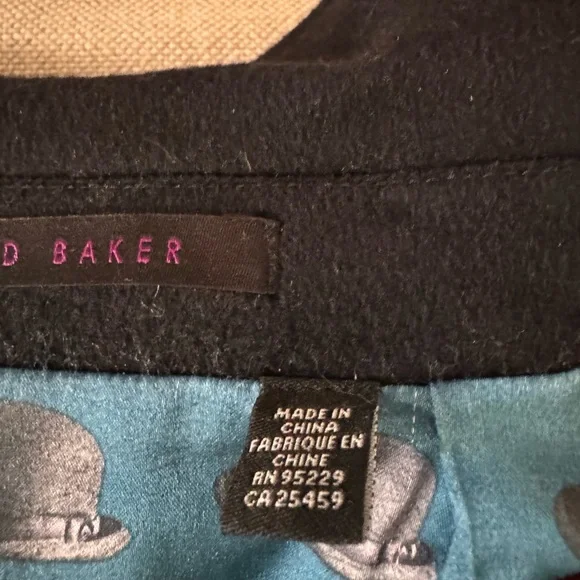 D BAKER
MADE IN
CHINA
FABRIQUE EN
CHINE
RN 95229
CA 25459